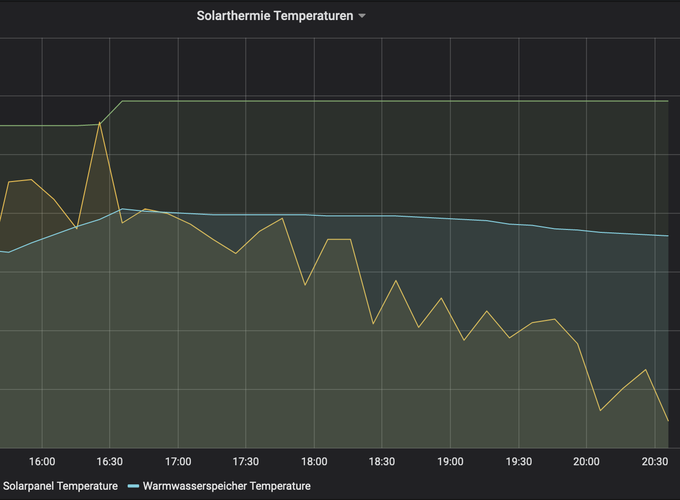 Solarthermie Temperaturen
16:00 16:30 17:00 17:30 18:00 18:30 19:00 19:30 20:00 20:30
Solarpanel Temperature Warmwasserspeicher Temperature